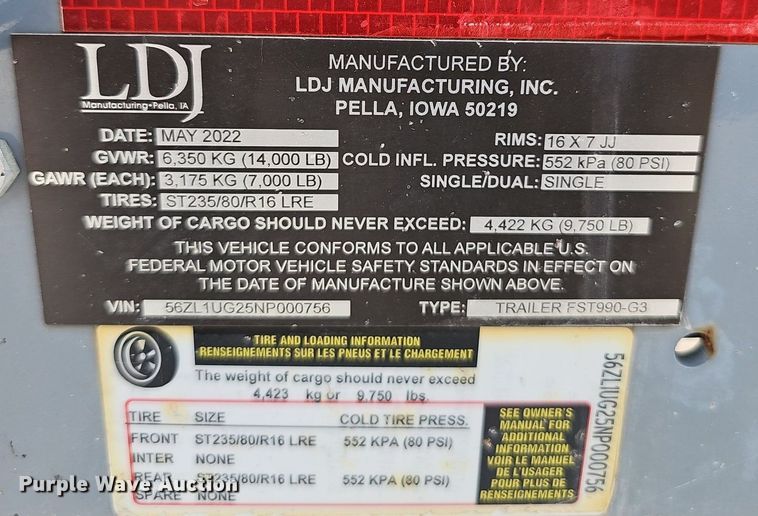 LDJ
Manufacturing•Pella, IA
MANUFACTURED BY:
LDJ MANUFACTURING, INC.
PELLA, IOWA 50219
DATE: MAY 2022 RIMS: 16 X 7 JJ
GVWR: 6,350 KG (14,000 LB) COLD INFL. PRESSURE: 552 kPa (80 PSI)
GAWR (EACH): 3,175 KG (7,000 LB) SINGLE/DUAL: SINGLE
TIRES: ST235/80/R16 LRE
WEIGHT OF CARGO SHOULD NEVER EXCEED: 4,422 KG (9,750 LB)
THIS VEHICLE CONFORMS TO ALL APPLICABLE U.S.
FEDERAL MOTOR VEHICLE SAFETY STANDARDS IN EFFECT ON
THE DATE OF MANUFACTURE SHOWN ABOVE.
VIN: 56ZL1UG25NP000756 TYPE: TRAILER FST990-G3
TIRE AND LOADING INFORMATION
RENSEIGNEMENTS SUR LES PNEUS ET LE CHARGEMENT
The weight of cargo should never exceed
4,423 kg or 9,750 lbs.
TIRE SIZE COLD TIRE PRESS.
FRONT ST235/80/R16 LRE 552 KPA (80 PSI)
INTER NONE
REAR ST235/80/R16 LRE 552 KPA (80 PSI)
SPARE NONE
SEE OWNER'S
MANUAL FOR
ADDITIONAL
INFORMATION
VOIR LE MANUEL
DE L'USAGER
POUR PLUS DE
RENSEIGNEMENTS
56ZL1UG25NP000756
Purple Wave Auction